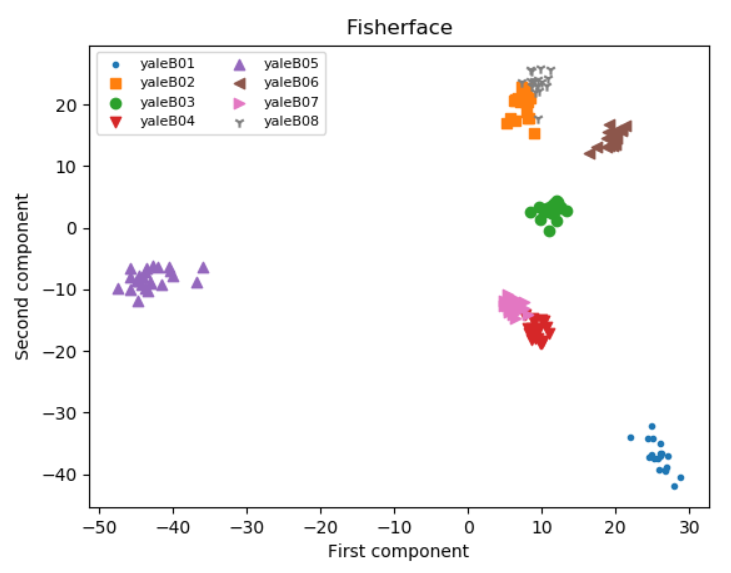 Fisherface
yaleB01
yaleB02
yaleB03
yaleB04
yaleB05
yaleB06
yaleB07
yaleB08
Second component
20
10
0
−10
−20
−30
−40
−50
−40
−30
−20
−10
0
10
20
30
First component